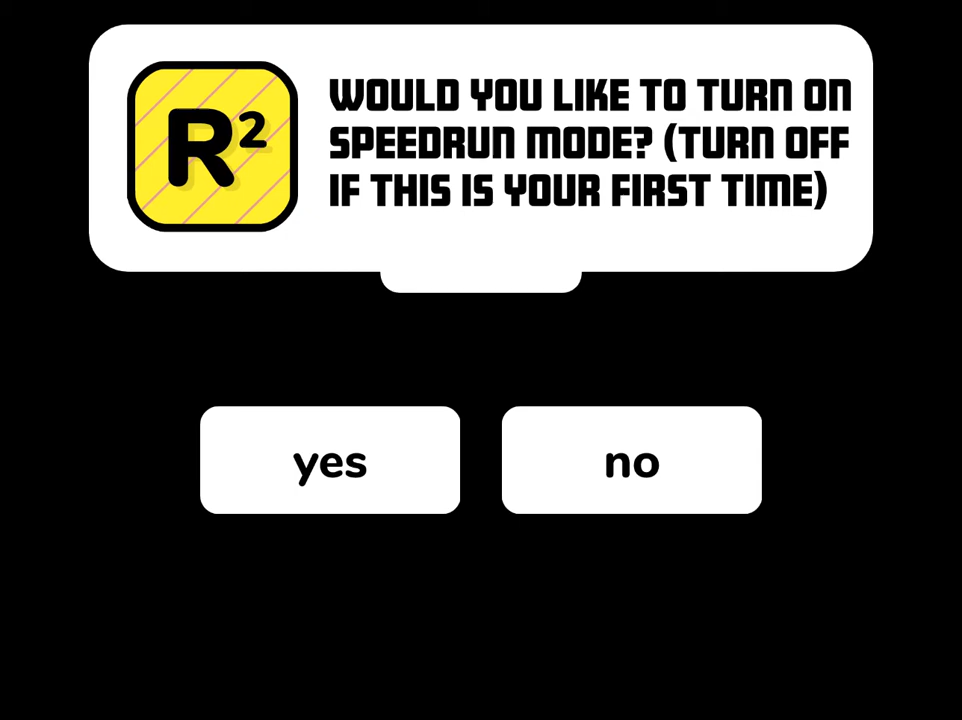 R²
WOULD YOU LIKE TO TURN ON
SPEEDRUN MODE? (TURN OFF
IF THIS IS YOUR FIRST TIME)
yes
no